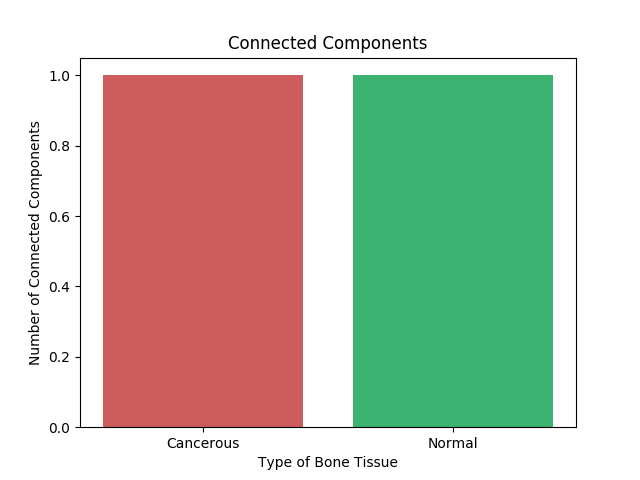 Connected Components
Number of Connected Components
1.0
0.8
0.6
0.4
0.2
0.0
Cancerous
Normal
Type of Bone Tissue